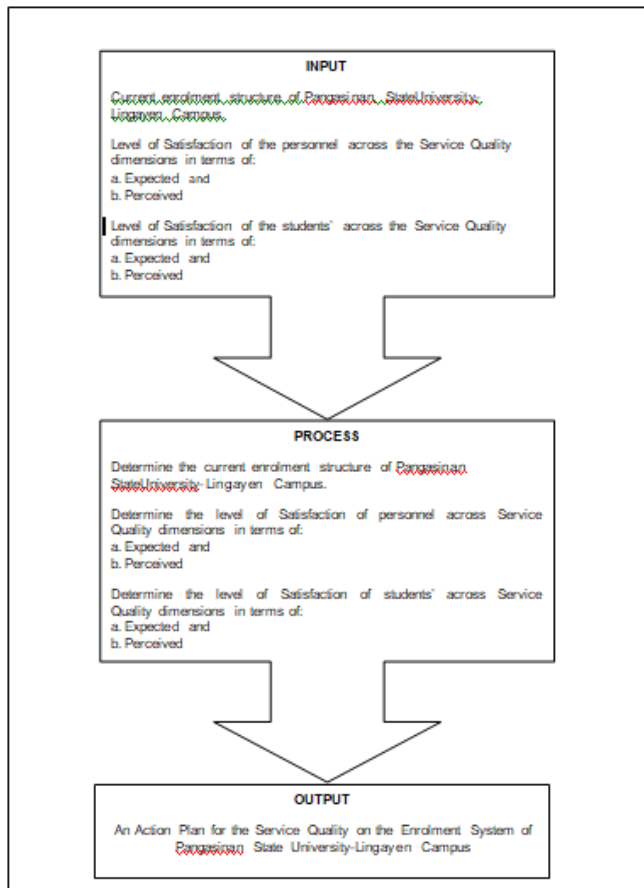 INPUT
Current enrolment structure of Pangasinan StateUniversity-
Lingayen Campus.
Level of Satisfaction of the personnel across the Service Quality
dimensions in terms of:
a. Expected and
b. Perceived
Level of Satisfaction of the students' across the Service Quality
dimensions in terms of:
a. Expected and
b. Perceived
PROCESS
Determine the current enrolment structure of Pangasinan
StateUniversity-Lingayen Campus.
Determine the level of Satisfaction of personnel across Service
Quality dimensions in terms of:
a. Expected and
b. Perceived
Determine the level of Satisfaction of students' across Service
Quality dimensions in terms of:
a. Expected and
b. Perceived
OUTPUT
An Action Plan for the Service Quality on the Enrolment System of
Pangasinan State University-Lingayen Campus